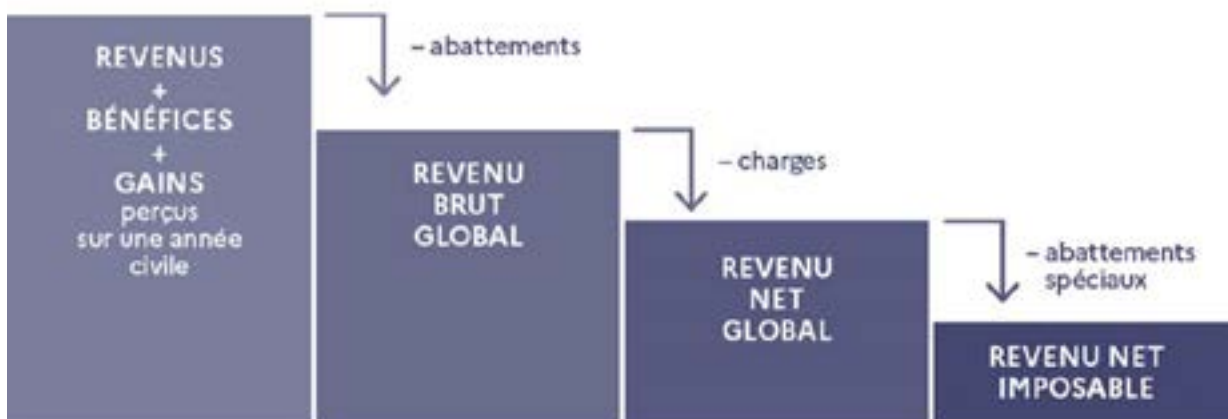 REVENUS
+
BÉNÉFICES
+
GAINS
perçus
sur une année
civile
– abattements
REVENU
BRUT
GLOBAL
– charges
REVENU
NET
GLOBAL
– abattements
spéciaux
REVENU NET
IMPOSABLE